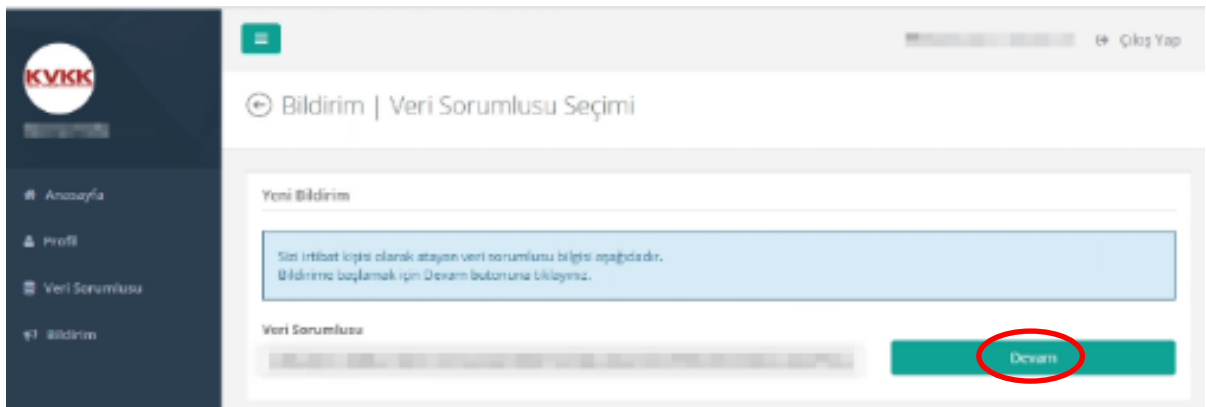 KVKK
Çıkış Yap
Bildirim | Veri Sorumlusu Seçimi
Anasayfa
Profil
Veri Sorumlusu
Bildirim
Yeni Bildirim
Sizi irtibat kişisi olarak atayan veri sorumlusu bilgisi aşağıdadır.
Bildirime başlamak için Devam butonuna tıklayınız.
Veri Sorumlusu
Devam